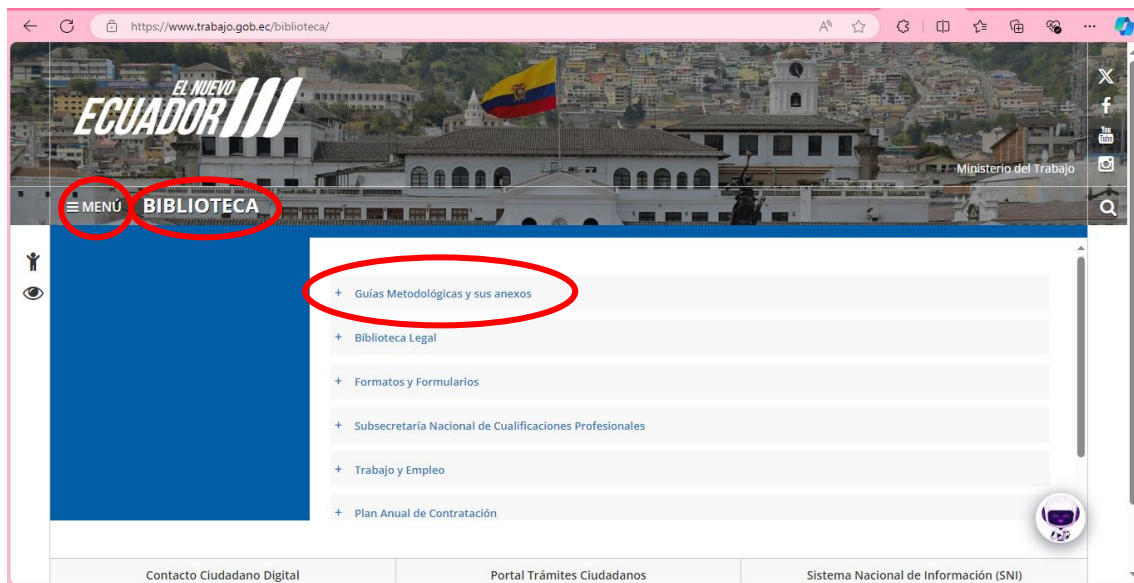 https://www.trabajo.gob.ec/biblioteca/
EL NUEVO
ECUADOR
Ministerio del Trabajo
MENÚ
BIBLIOTECA
You
Tube
+ Guías Metodológicas y sus anexos
+ Biblioteca Legal
+ Formatos y Formularios
+ Subsecretaría Nacional de Cualificaciones Profesionales
+ Trabajo y Empleo
+ Plan Anual de Contratación
Contacto Ciudadano Digital
Portal Trámites Ciudadanos
Sistema Nacional de Información (SNI)